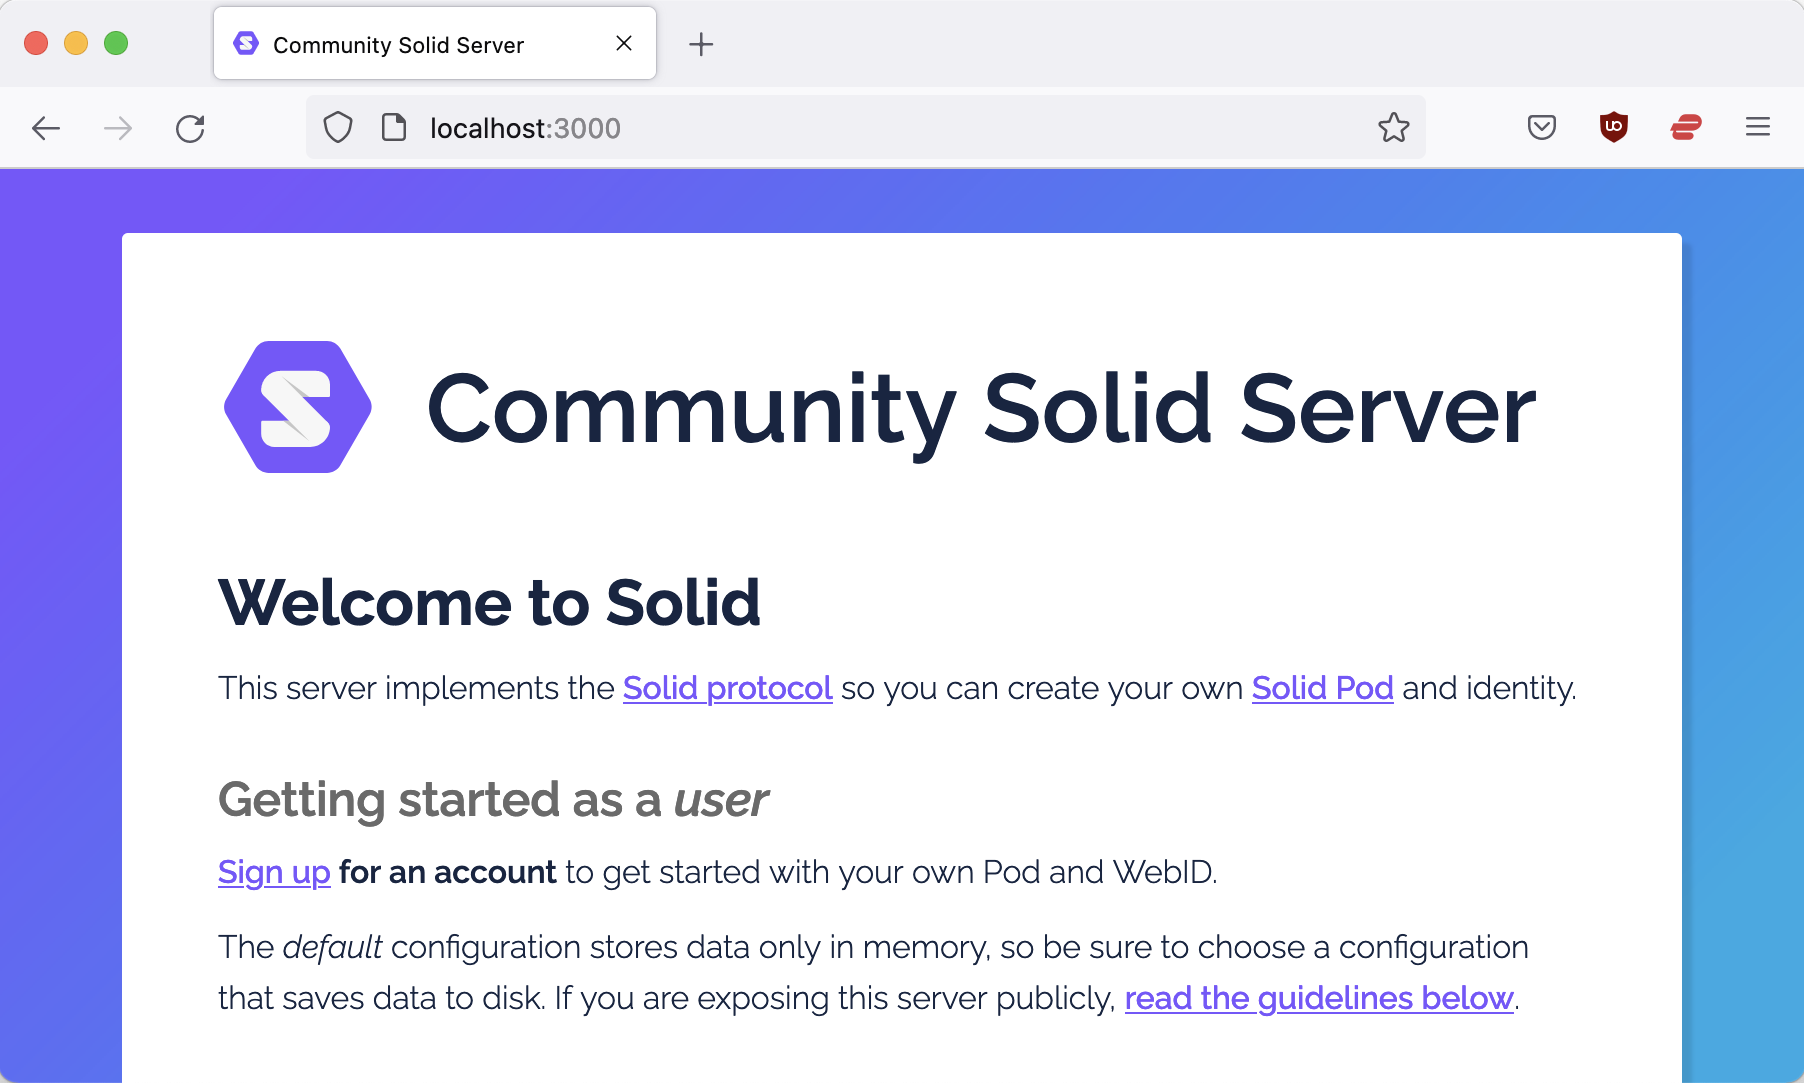 Community Solid Server
localhost:3000
Community Solid Server
Welcome to Solid
This server implements the Solid protocol so you can create your own Solid Pod and identity.
Getting started as a user
Sign up for an account to get started with your own Pod and WebID.
The default configuration stores data only in memory, so be sure to choose a configuration
that saves data to disk. If you are exposing this server publicly, read the guidelines below.